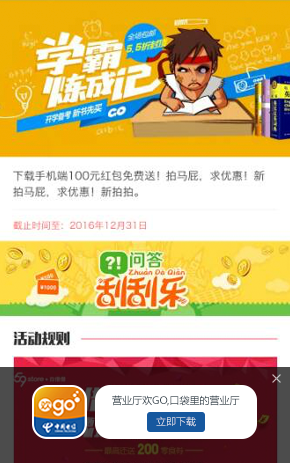 学霸
炼成记
全场包邮
5.5折封顶
开学备考 新书先买 GO
下载手机端100元红包免费送！拍马屁，求优惠！新
拍马屁，求优惠！新拍拍。
截止时间至：2016年12月31日
?! 问答
Zhuān Dá Qiàn
刮刮乐
¥1000
活动规则
GO
中国电信
营业厅欢GO,口袋里的营业厅
立即下载
200